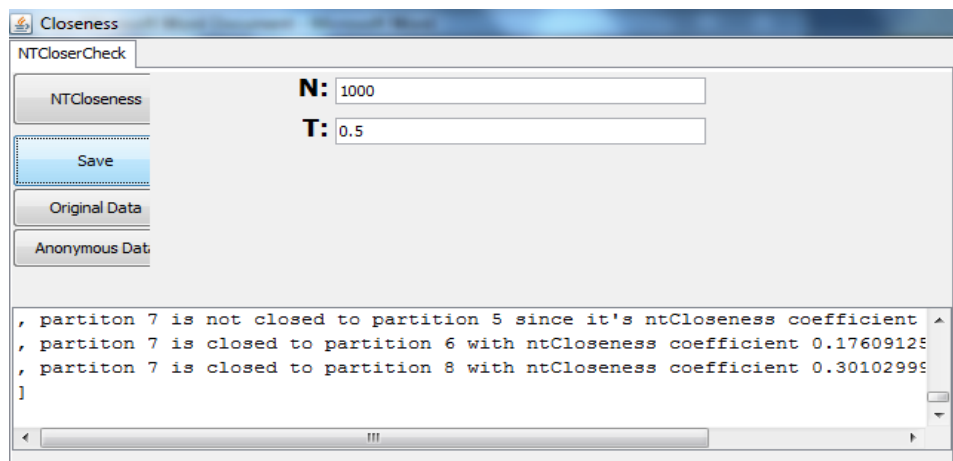 Closeness
NTCloserCheck
NTCloseness
N: 1000
T: 0.5
Save
Original Data
Anonymous Data
, partiton 7 is not closed to partition 5 since it's ntCloseness coefficient
, partiton 7 is closed to partition 6 with ntCloseness coefficient 0.17609125
, partiton 7 is closed to partition 8 with ntCloseness coefficient 0.30102999
]